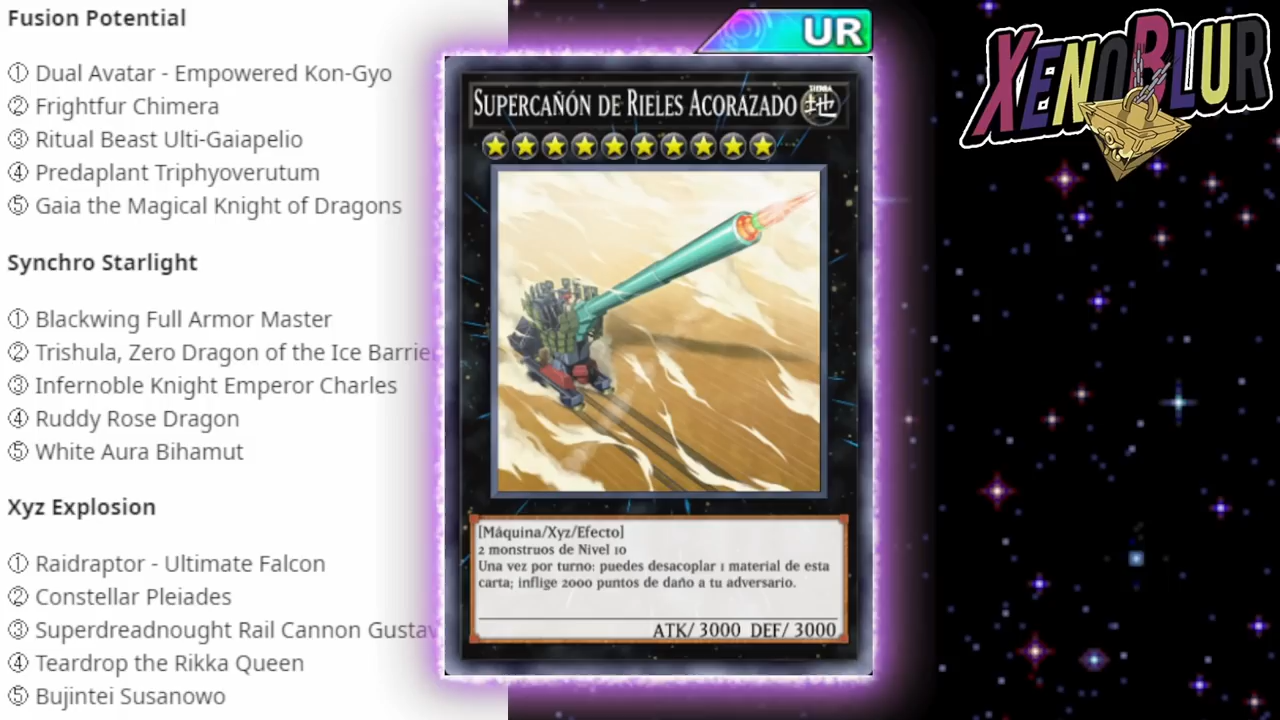 Fusion Potential
① Dual Avatar - Empowered Kon-Gyo
② Frightfur Chimera
③ Ritual Beast Ulti-Gaiapelio
④ Predaplant Triphyoverutum
⑤ Gaia the Magical Knight of Dragons
Synchro Starlight
① Blackwing Full Armor Master
② Trishula, Zero Dragon of the Ice Barrie
③ Infernoble Knight Emperor Charles
④ Ruddy Rose Dragon
⑤ White Aura Bihamut
Xyz Explosion
① Raidraptor - Ultimate Falcon
② Constellar Pleiades
③ Superdreadnought Rail Cannon Gustav
④ Teardrop the Rikka Queen
⑤ Bujintei Susanowo
UR
SUPERCAÑÓN DE RIELES ACORAZADO
TIERRA
地
[Máquina/Xyz/Efecto]
2 monstruos de Nivel 10
Una vez por turno: puedes desacoplar 1 material de esta
carta; inflige 2000 puntos de daño a tu adversario.
ATK/ 3000 DEF/ 3000
XENOBLUR